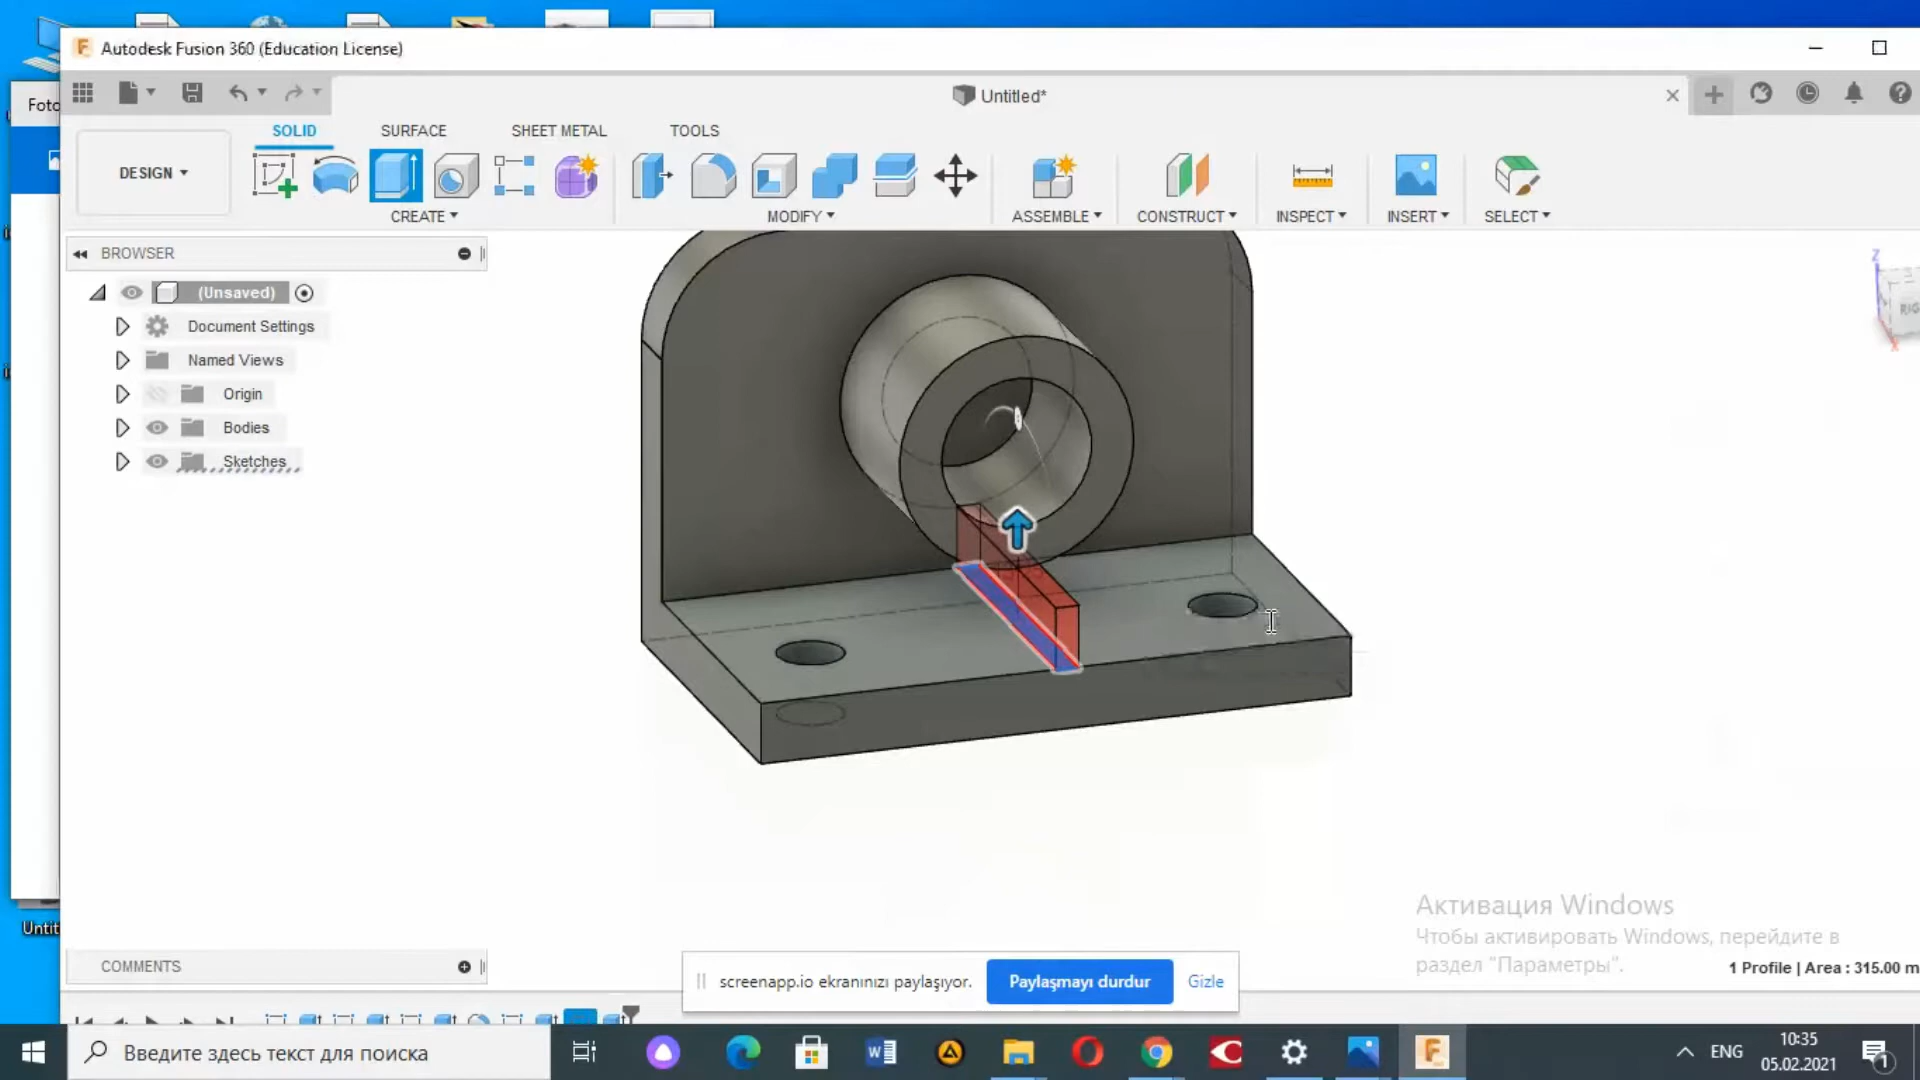 Autodesk Fusion 360 (Education License)
Foto
Untitled*
SOLID
SURFACE
SHEET METAL
TOOLS
DESIGN
CREATE
MODIFY
ASSEMBLE
CONSTRUCT
INSPECT
INSERT
SELECT
BROWSER
(Unsaved)
Document Settings
Named Views
Origin
Bodies
Sketches
Z
RIG
X
Untit
Активация Windows
Чтобы активировать Windows, перейдите в
раздел "Параметры".
1 Profile | Area : 315.00 m
COMMENTS
screenapp.io ekranınızı paylaşıyor.
Paylaşmayı durdur
Gizle
Введите здесь текст для поиска
ENG
10:35
05.02.2021
1